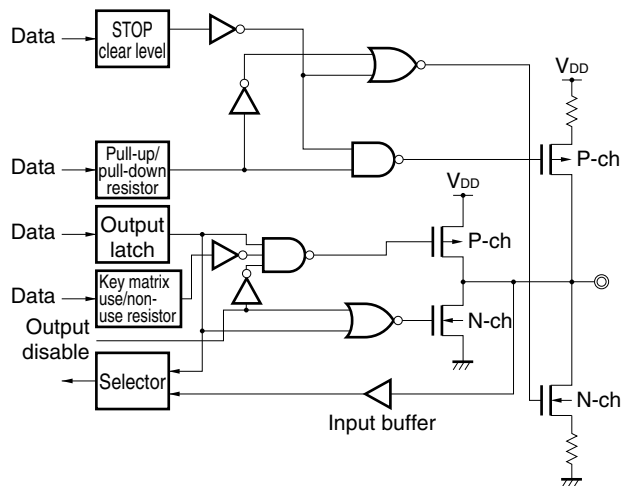 Data
STOP
clear level
VDD
Data
Pull-up/
pull-down
resistor
P-ch
Data
Output
latch
VDD
P-ch
Data
Key matrix
use/non-
use resistor
Output
disable
N-ch
Selector
Input buffer
N-ch